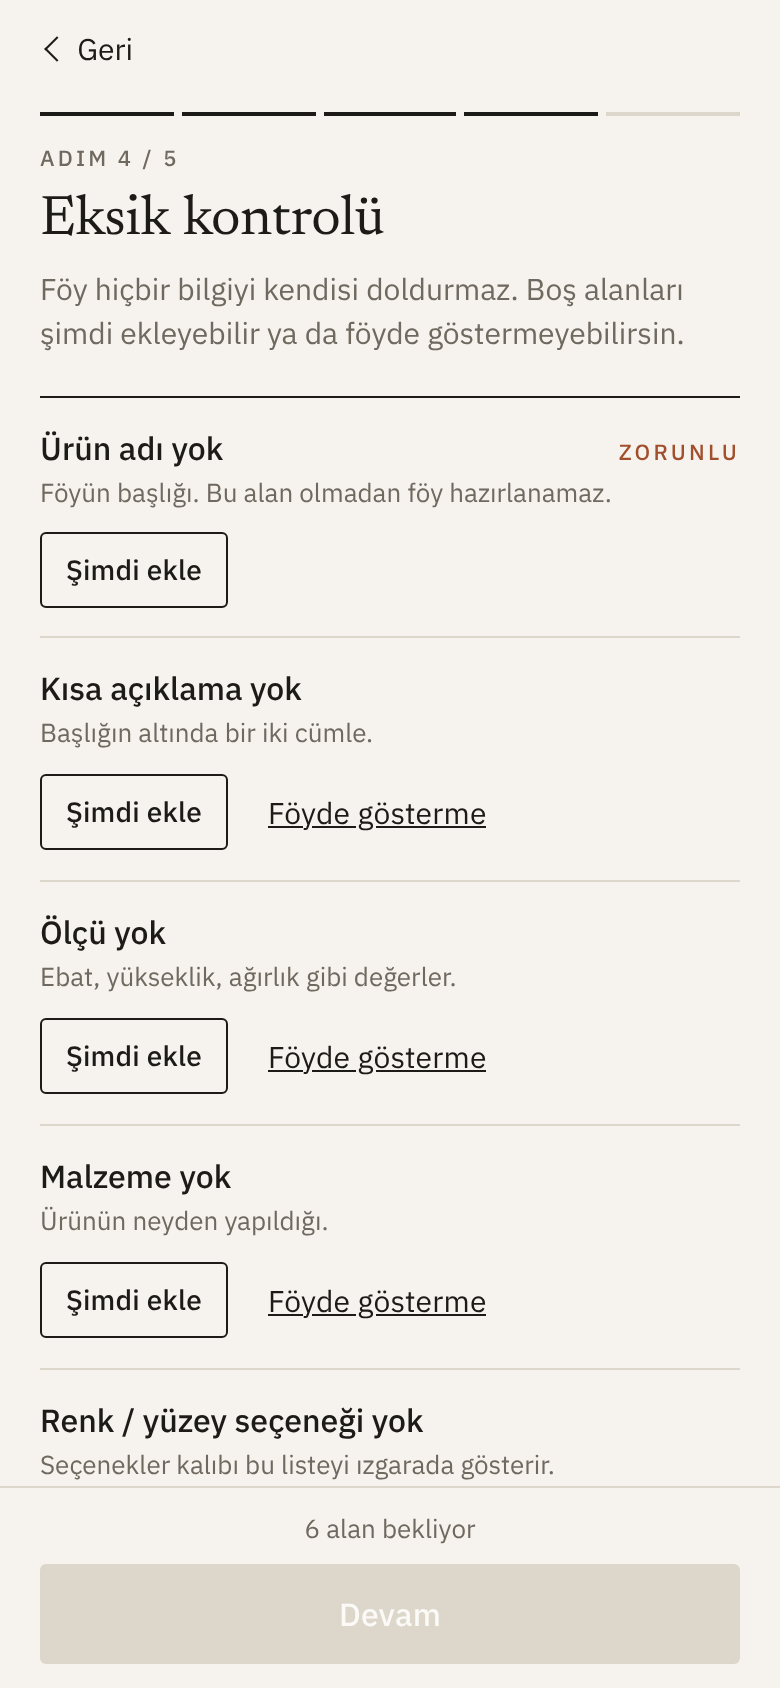 Geri
ADIM 4 / 5
Eksik kontrolü
Föy hiçbir bilgiyi kendisi doldurmaz. Boş alanları
şimdi ekleyebilir ya da föyde göstermeyebilirsin.
Ürün adı yok
ZORUNLU
Föyün başlığı. Bu alan olmadan föy hazırlanamaz.
Şimdi ekle
Kısa açıklama yok
Başlığın altında bir iki cümle.
Şimdi ekle
Föyde gösterme
Ölçü yok
Ebat, yükseklik, ağırlık gibi değerler.
Şimdi ekle
Föyde gösterme
Malzeme yok
Ürünün neyden yapıldığı.
Şimdi ekle
Föyde gösterme
Renk / yüzey seçeneği yok
Seçenekler kalıbı bu listeyi ızgarada gösterir.
6 alan bekliyor
Devam